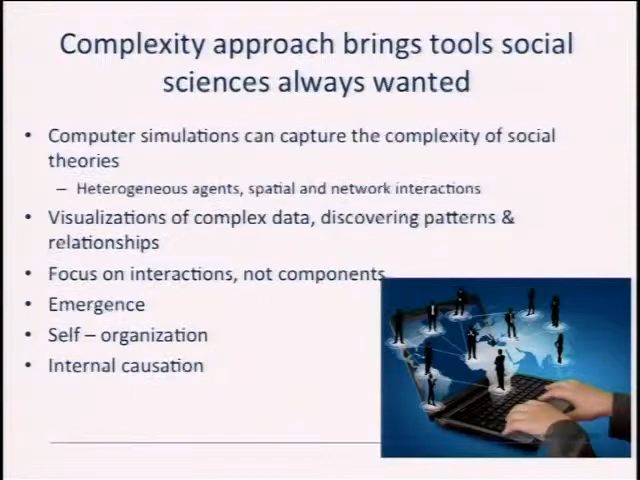 Complexity approach brings tools social
sciences always wanted
• Computer simulations can capture the complexity of social
theories
– Heterogeneous agents, spatial and network interactions
• Visualizations of complex data, discovering patterns &
relationships
• Focus on interactions, not components
• Emergence
• Self – organization
• Internal causation